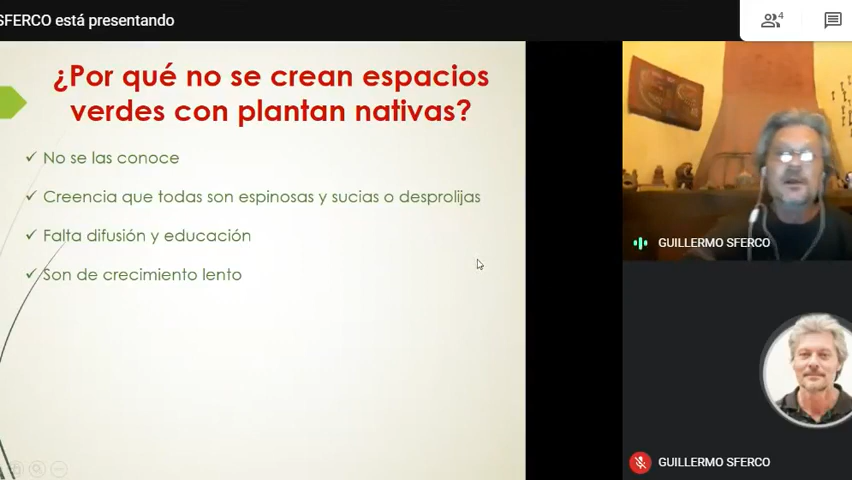 SFERCO está presentando
4
¿Por qué no se crean espacios
verdes con plantan nativas?
No se las conoce
Creencia que todas son espinosas y sucias o desprolijas
Falta difusión y educación
Son de crecimiento lento
GUILLERMO SFERCO
GUILLERMO SFERCO